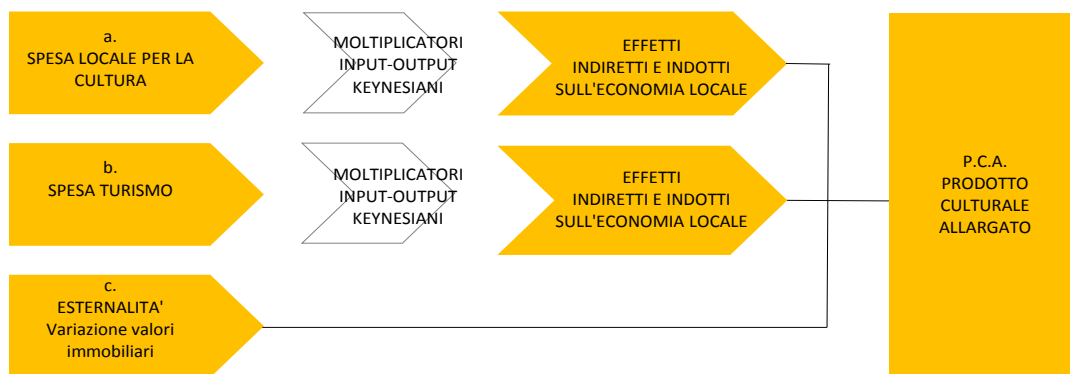 a.
SPESA LOCALE PER LA
CULTURA
MOLTIPLICATORI
INPUT-OUTPUT
KEYNESIANI
EFFETTI
INDIRETTI E INDOTTI
SULL'ECONOMIA LOCALE
b.
SPESA TURISMO
MOLTIPLICATORI
INPUT-OUTPUT
KEYNESIANI
EFFETTI
INDIRETTI E INDOTTI
SULL'ECONOMIA LOCALE
c.
ESTERNALITA'
Variazione valori
immobiliari
P.C.A.
PRODOTTO
CULTURALE
ALLARGATO